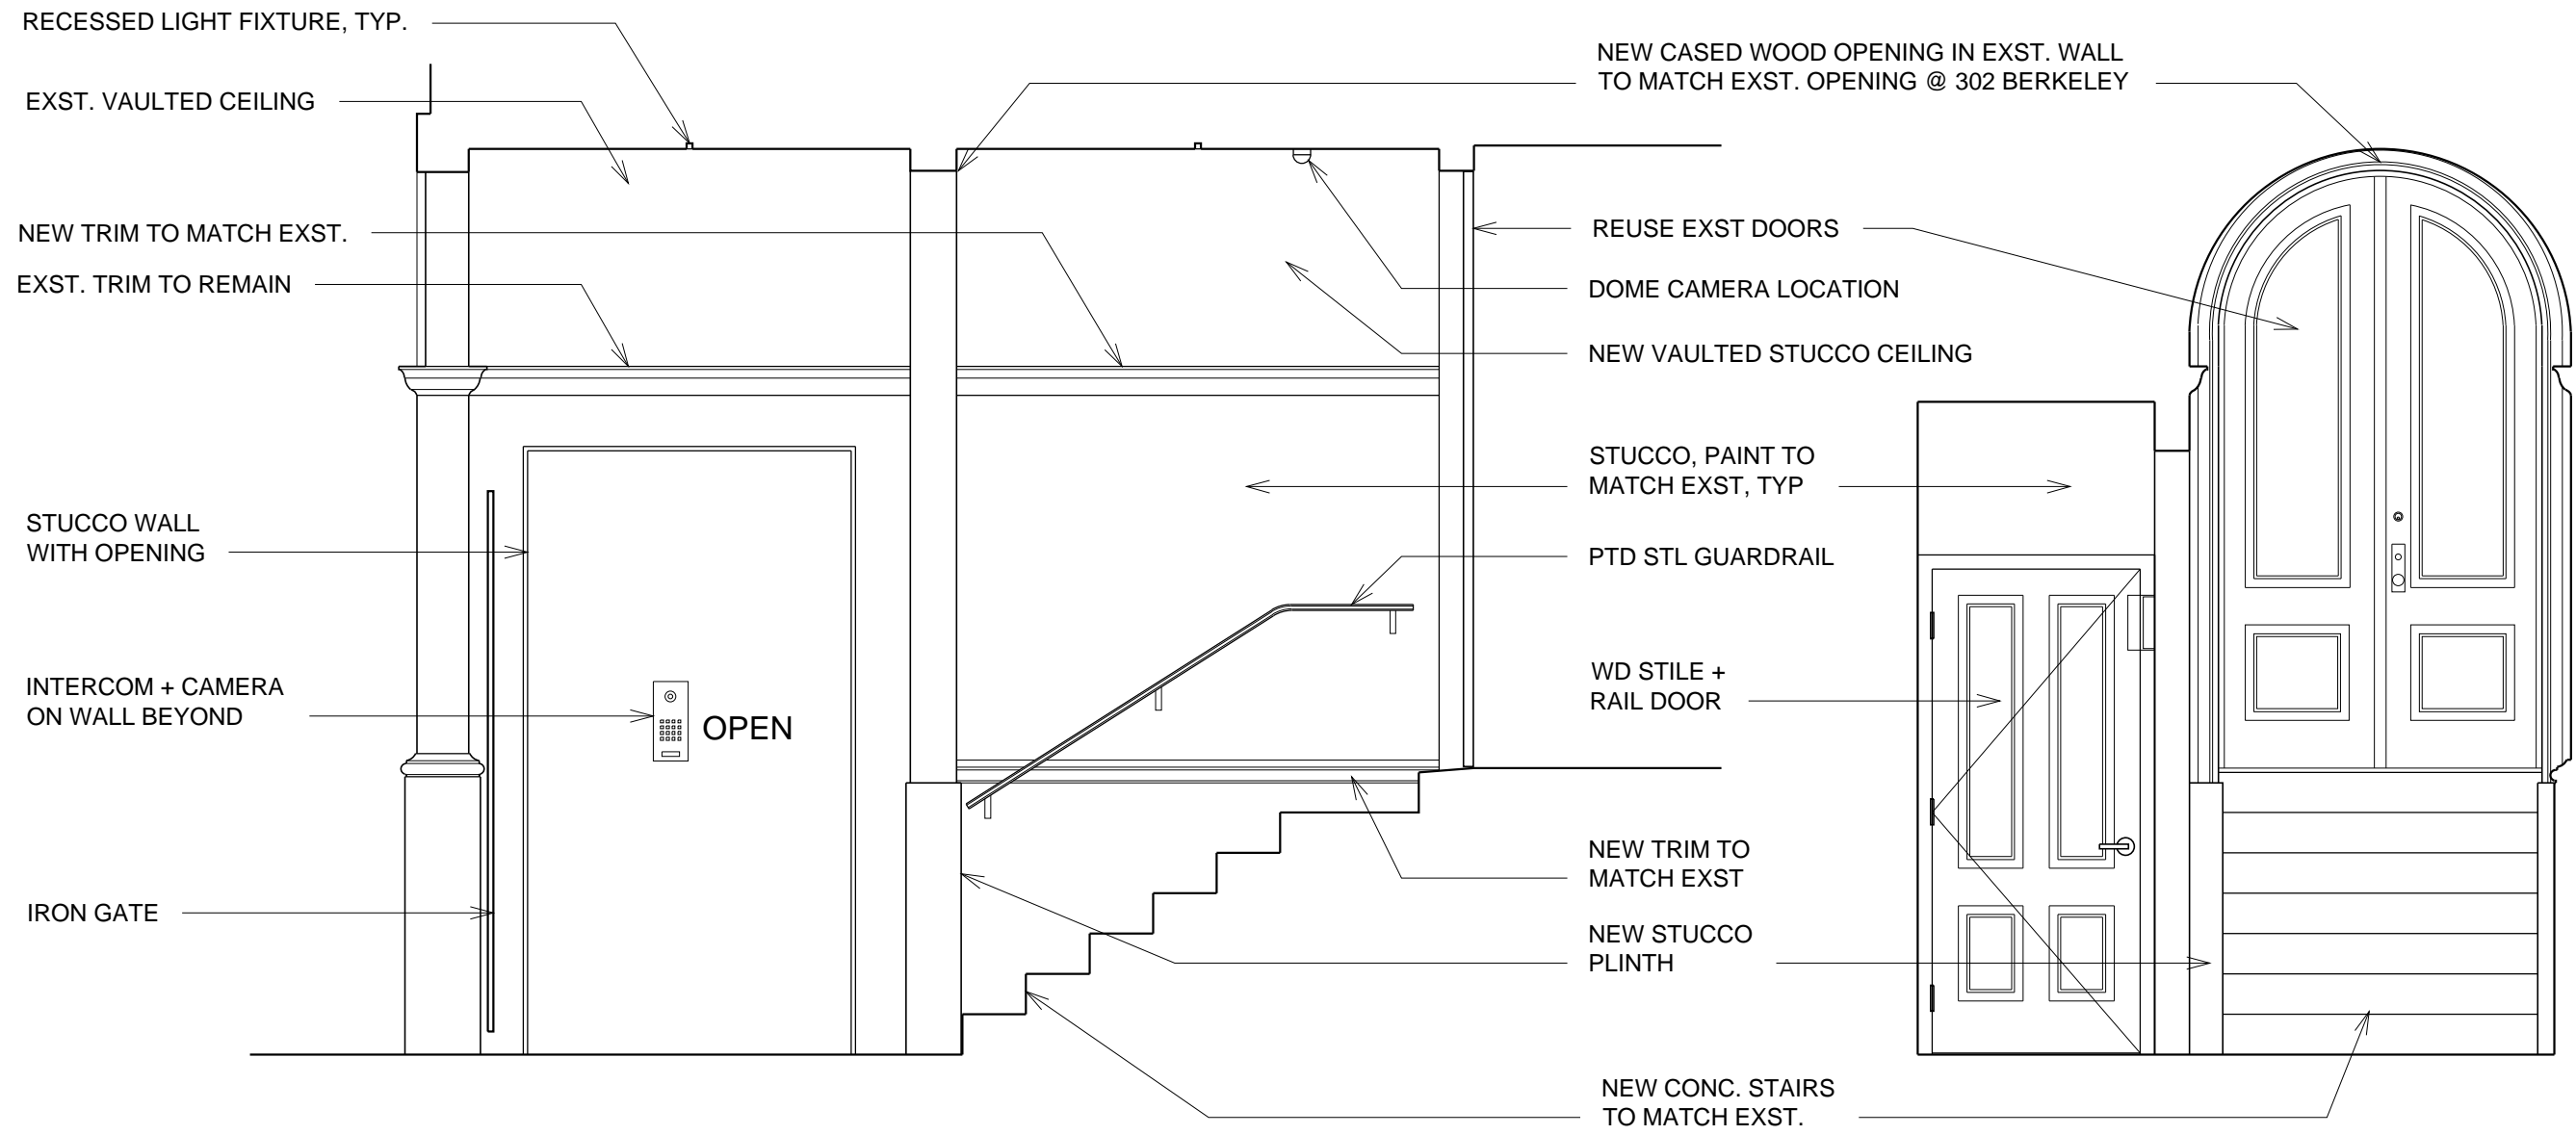 RECESSED LIGHT FIXTURE, TYP.
EXST. VAULTED CEILING
NEW TRIM TO MATCH EXST.
EXST. TRIM TO REMAIN
STUCCO WALL
WITH OPENING
INTERCOM + CAMERA
ON WALL BEYOND
IRON GATE
OPEN
NEW CASED WOOD OPENING IN EXST. WALL
TO MATCH EXST. OPENING @ 302 BERKELEY
REUSE EXST DOORS
DOME CAMERA LOCATION
NEW VAULTED STUCCO CEILING
STUCCO, PAINT TO
MATCH EXST, TYP
PTD STL GUARDRAIL
WD STILE +
RAIL DOOR
NEW TRIM TO
MATCH EXST
NEW STUCCO
PLINTH
NEW CONC. STAIRS
TO MATCH EXST.